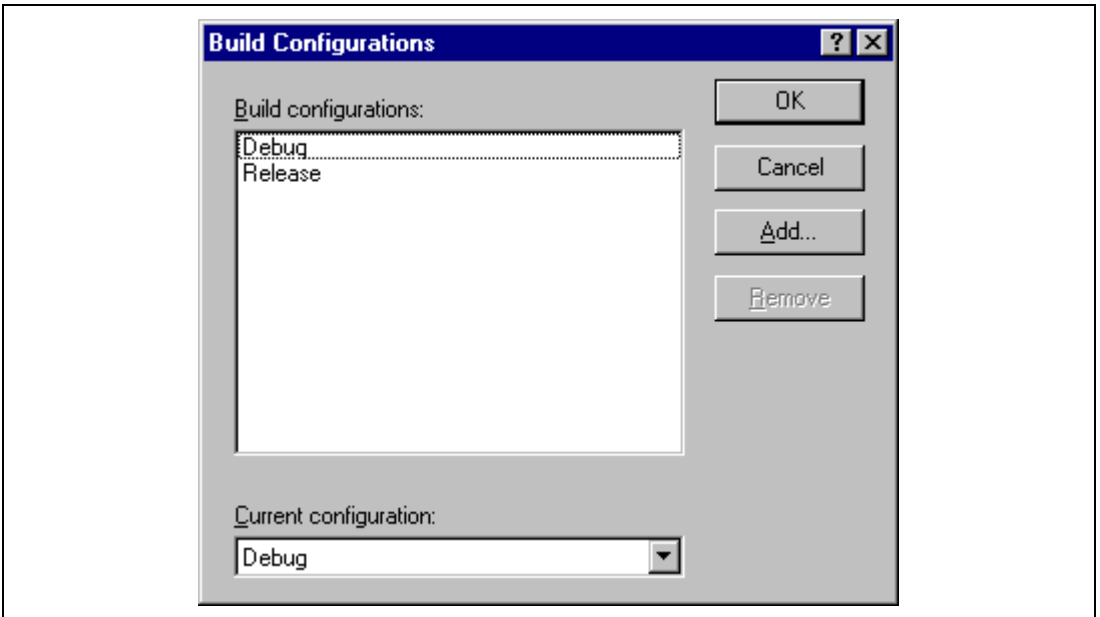 Build Configurations
?
Build configurations:
Debug
Release
OK
Cancel
Add...
Remove
Current configuration:
Debug